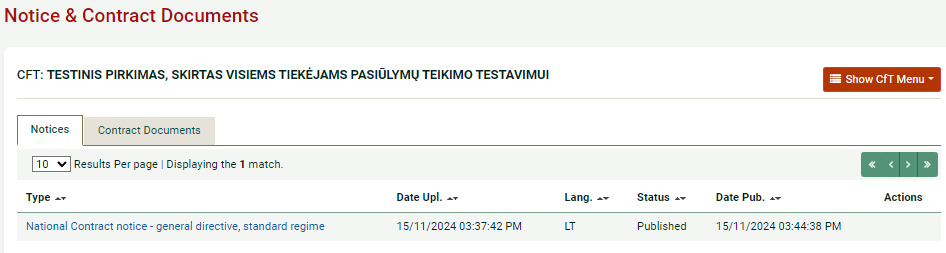 Notice & Contract Documents
CFT: TESTINIS PIRKIMAS, SKIRTAS VISIEMS TIEKĖJAMS PASIŪLYMŲ TEIKIMO TESTAVIMUI
Show CfT Menu
Notices Contract Documents
10 Results Per page | Displaying the 1 match. « ‹ › »
Type Date Upl. Lang. Status Date Pub. Actions
National Contract notice - general directive, standard regime 15/11/2024 03:37:42 PM LT Published 15/11/2024 03:44:38 PM